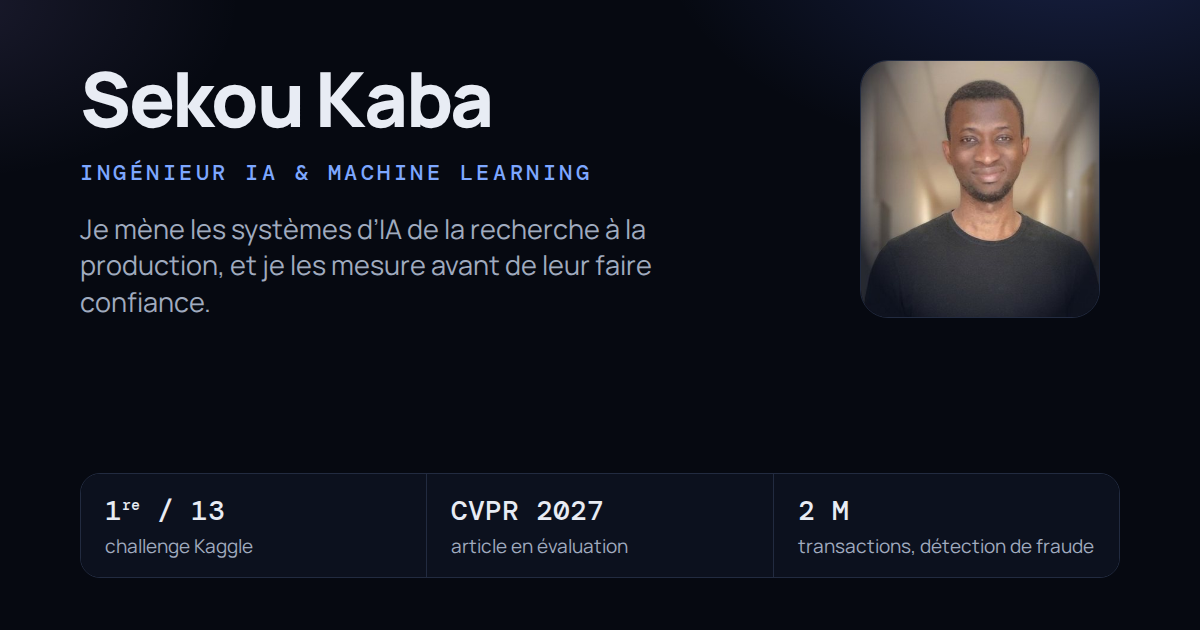 Sekou Kaba
INGÉNIEUR IA & MACHINE LEARNING
Je mène les systèmes d’IA de la recherche à la
production, et je les mesure avant de leur faire
confiance.
1re / 13
challenge Kaggle
CVPR 2027
article en évaluation
2 M
transactions, détection de fraude